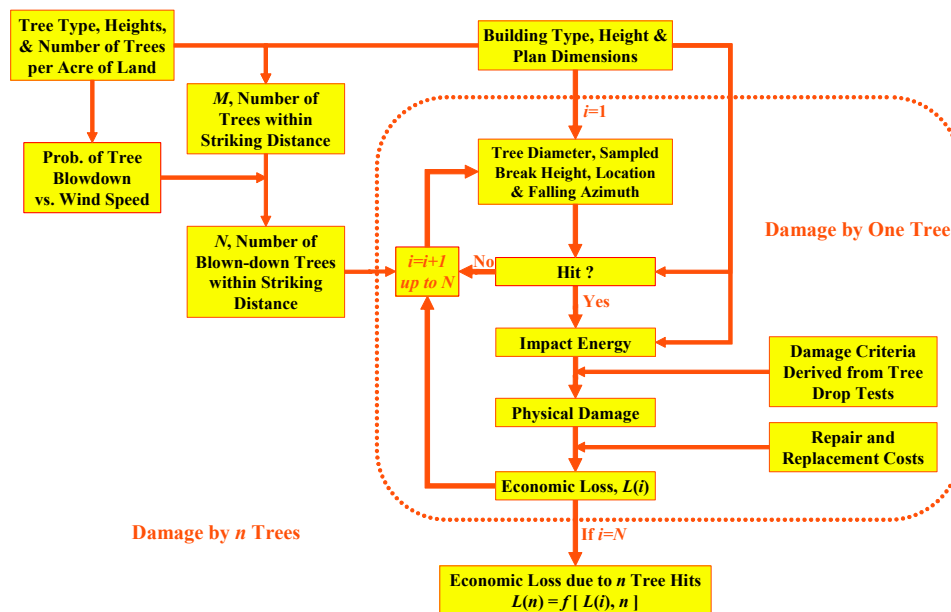 Tree Type, Heights,
& Number of Trees
per Acre of Land
Building Type, Height &
Plan Dimensions
i=1
M, Number of
Trees within
Striking Distance
Prob. of Tree
Blowdown
vs. Wind Speed
Tree Diameter, Sampled
Break Height, Location
& Falling Azimuth
Damage by One Tree
N, Number of
Blown-down Trees
within Striking
Distance
i=i+1
up to N
No
Hit ?
Yes
Impact Energy
Damage Criteria
Derived from Tree
Drop Tests
Physical Damage
Repair and
Replacement Costs
Economic Loss, L(i)
Damage by n Trees
If i=N
Economic Loss due to n Tree Hits
L(n) = f [ L(i), n ]